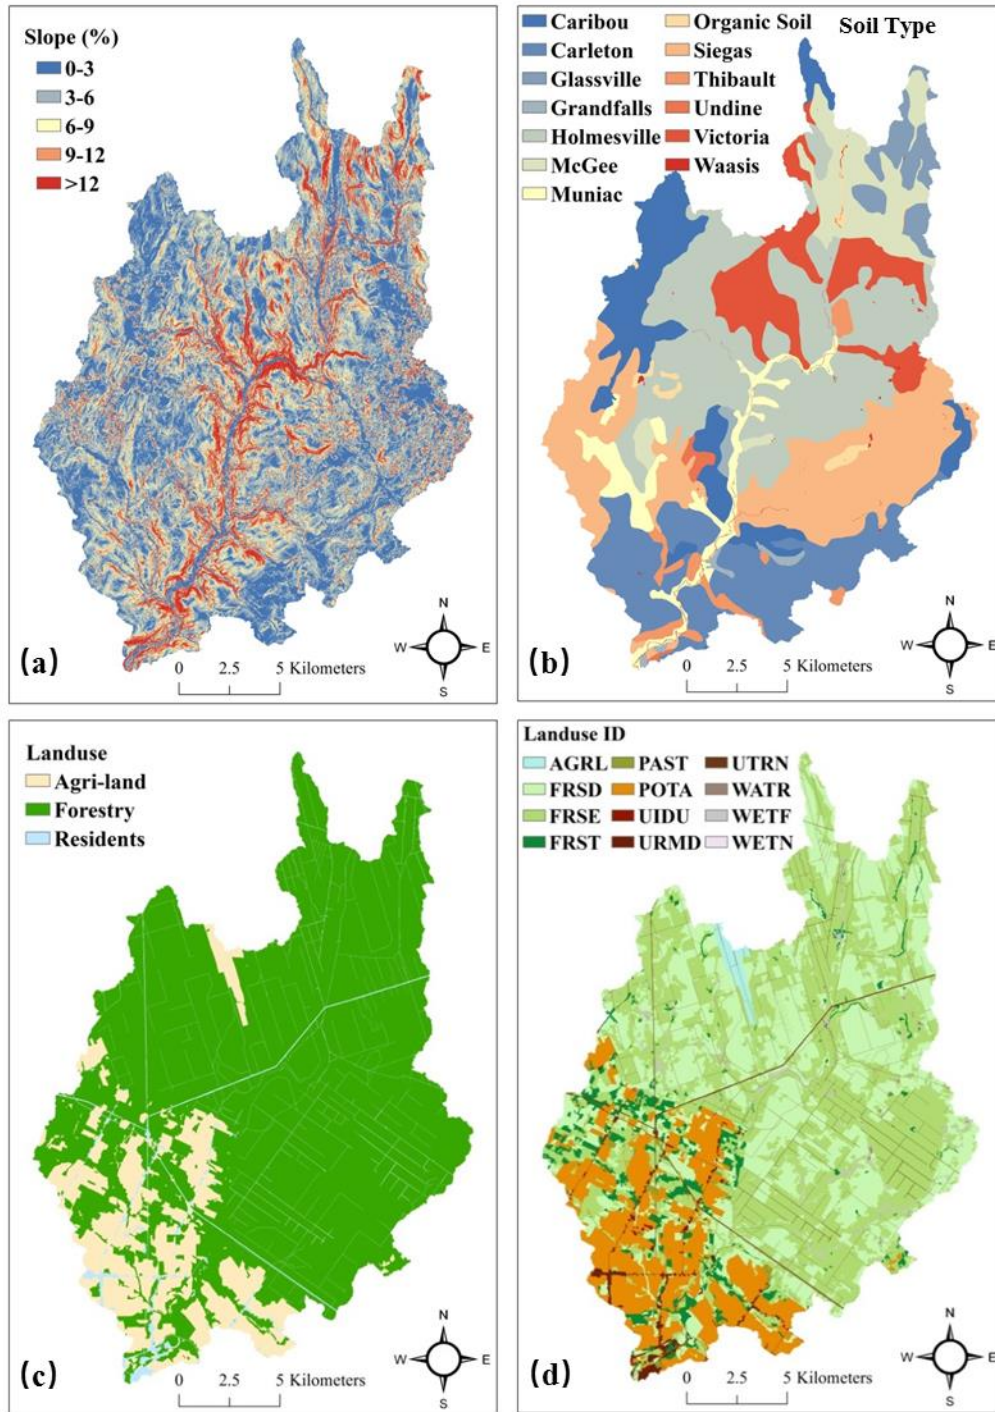 Slope (%)
0-3
3-6
6-9
9-12
>12
N
W E
S
(a)
0 2.5 5 Kilometers
Soil Type
Caribou
Carleton
Glassville
Grandfalls
Holmesville
McGee
Muniac
Organic Soil
Siegas
Thibault
Undine
Victoria
Waasis
N
W E
S
(b)
0 2.5 5 Kilometers
Landuse
Agri-land
Forestry
Residents
N
W E
S
(c)
0 2.5 5 Kilometers
Landuse ID
AGRL PAST UTRN
FRSD POTA WATR
FRSE UIDU WETF
FRST URMD WETN
N
W E
S
(d)
0 2.5 5 Kilometers